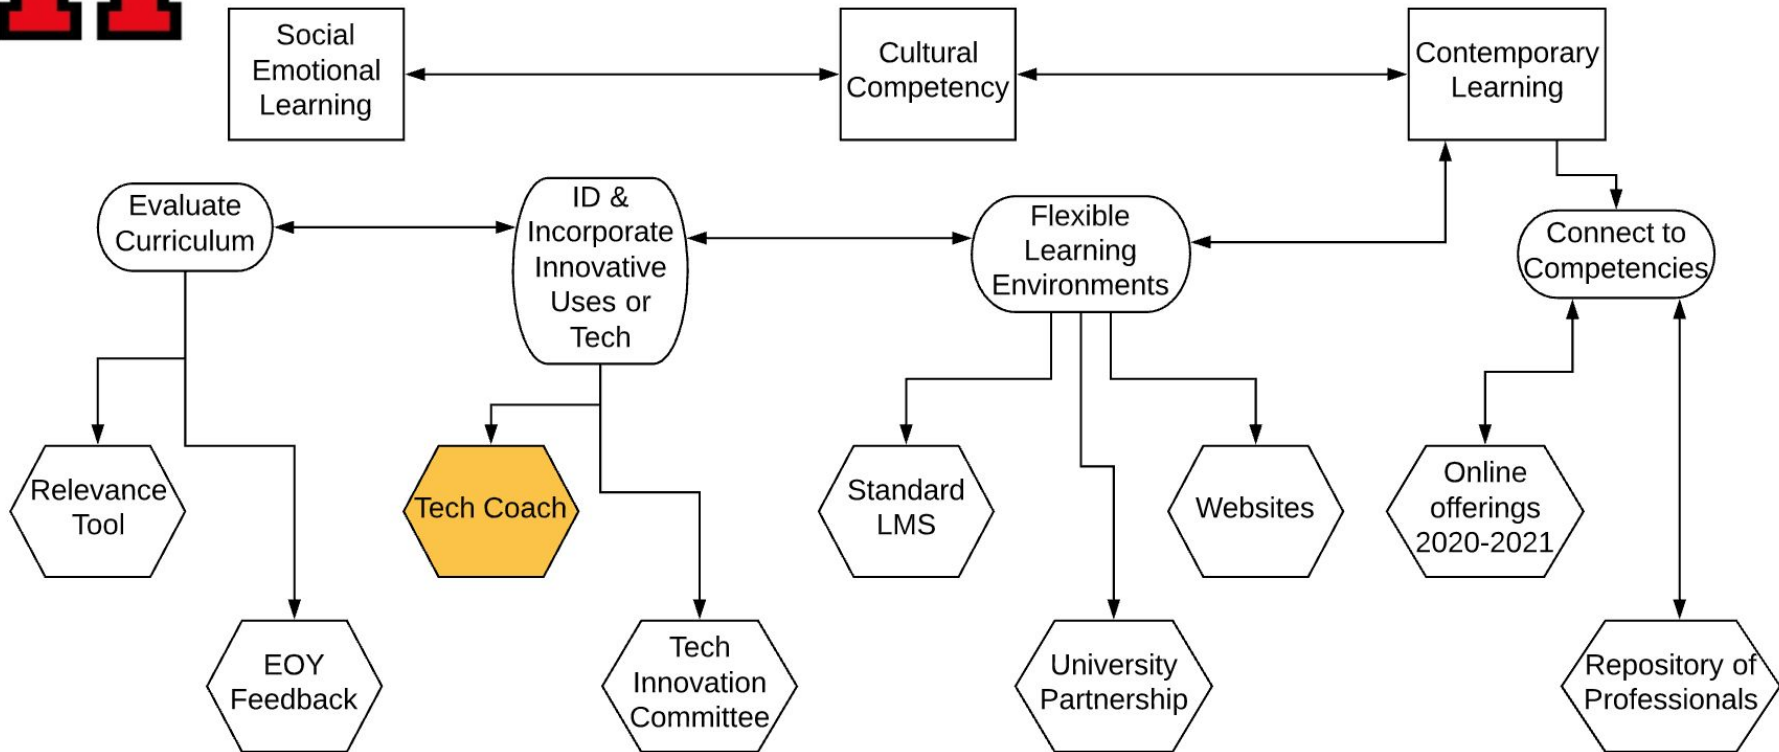 Social
Emotional
Learning
Cultural
Competency
Contemporary
Learning
Evaluate
Curriculum
ID &
Incorporate
Innovative
Uses or
Tech
Flexible
Learning
Environments
Connect to
Competencies
Relevance
Tool
Tech Coach
Standard
LMS
Websites
Online
offerings
2020-2021
EOY
Feedback
Tech
Innovation
Committee
University
Partnership
Repository of
Professionals